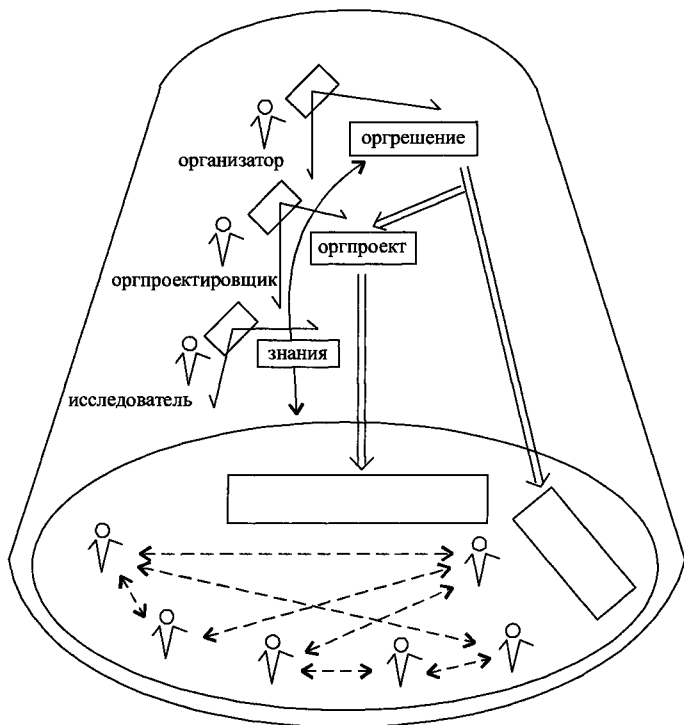 оргрешение
организатор
оргпроект
оргпроектировщик
знания
исследователь